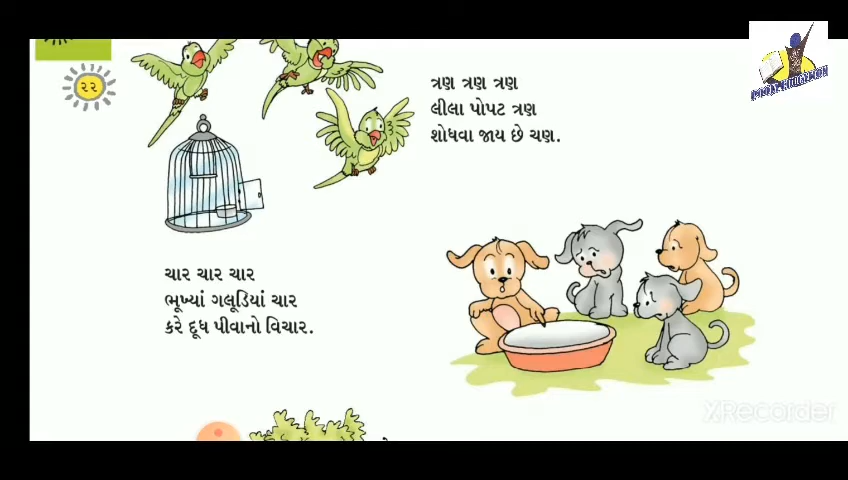 ૨૨
ત્રણ ત્રણ ત્રણ
લીલા પોપટ ત્રણ
શોધવા જાય છે ચણ.
ચાર ચાર ચાર
ભૂખ્યાં ગલૂડિયાં ચાર
કરે દૂધ પીવાનો વિચાર.
XRecorder